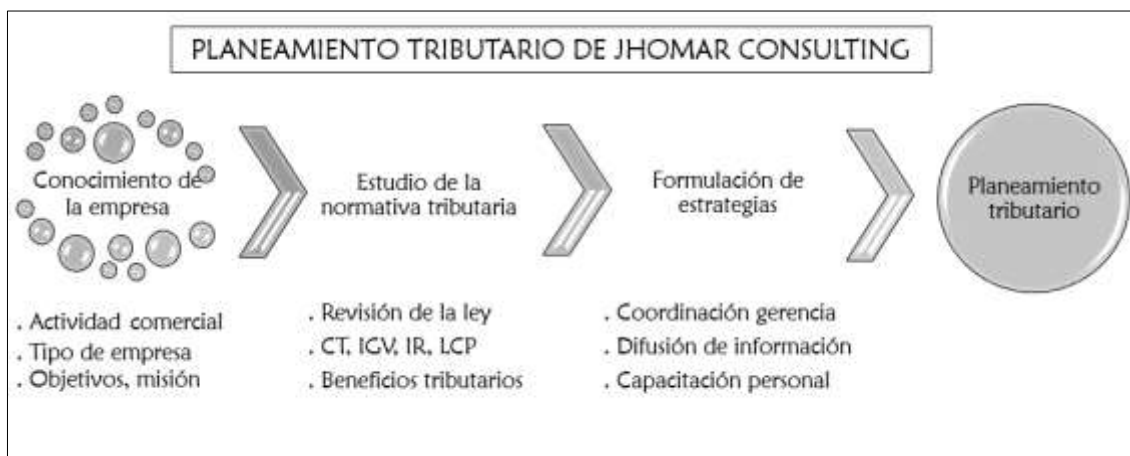 PLANEAMIENTO TRIBUTARIO DE JHOMAR CONSULTING
Conocimiento de
la empresa
Estudio de la
normativa tributaria
Formulación de
estrategias
Planeamiento
tributario
. Actividad comercial
. Tipo de empresa
. Objetivos, misión
. Revisión de la ley
. CT, IGV, IR, LCP
. Beneficios tributarios
. Coordinación gerencia
. Difusión de información
. Capacitación personal